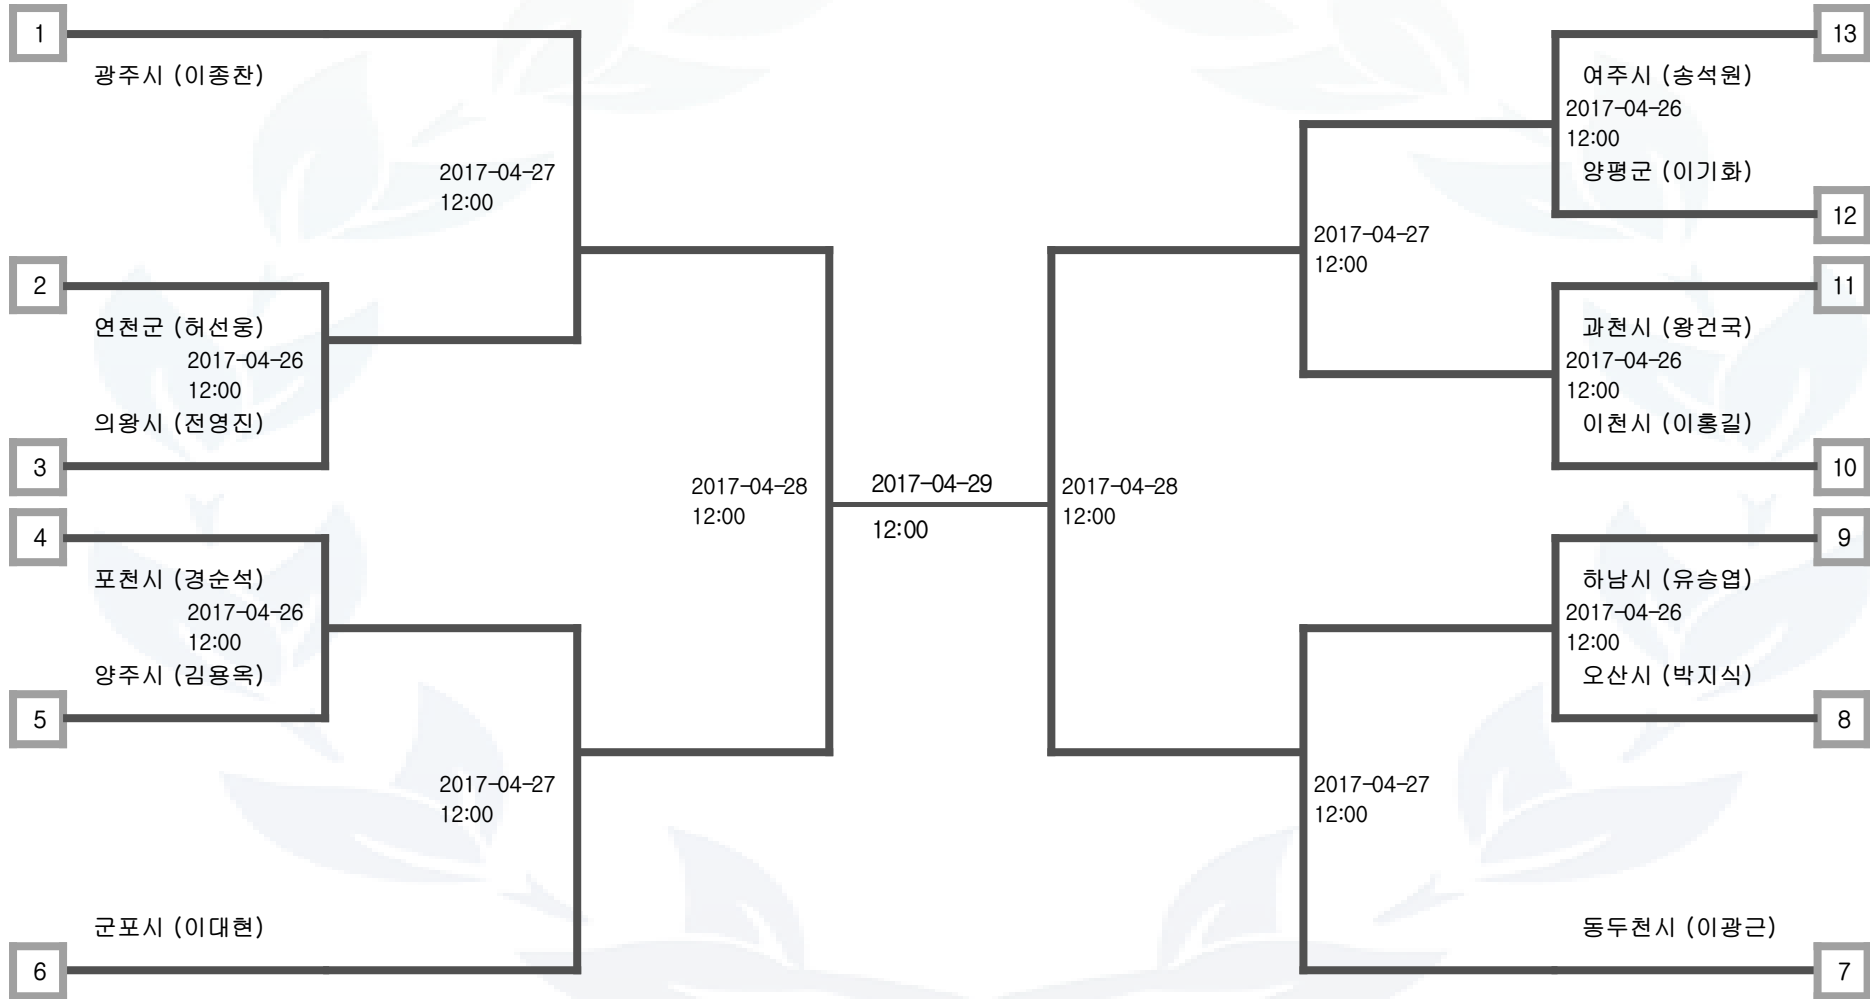 1
광주시 (이종찬)
2017-04-27
12:00
2
연천군 (허선웅)
2017-04-26
12:00
의왕시 (전영진)
3
4
포천시 (경순석)
2017-04-26
12:00
양주시 (김용옥)
5
2017-04-27
12:00
군포시 (이대현)
6
2017-04-28
12:00
2017-04-29
12:00
2017-04-28
12:00
13
여주시 (송석원)
2017-04-26
12:00
양평군 (이기화)
12
2017-04-27
12:00
11
과천시 (왕건국)
2017-04-26
12:00
이천시 (이홍길)
10
9
하남시 (유승엽)
2017-04-26
12:00
오산시 (박지식)
8
2017-04-27
12:00
동두천시 (이광근)
7